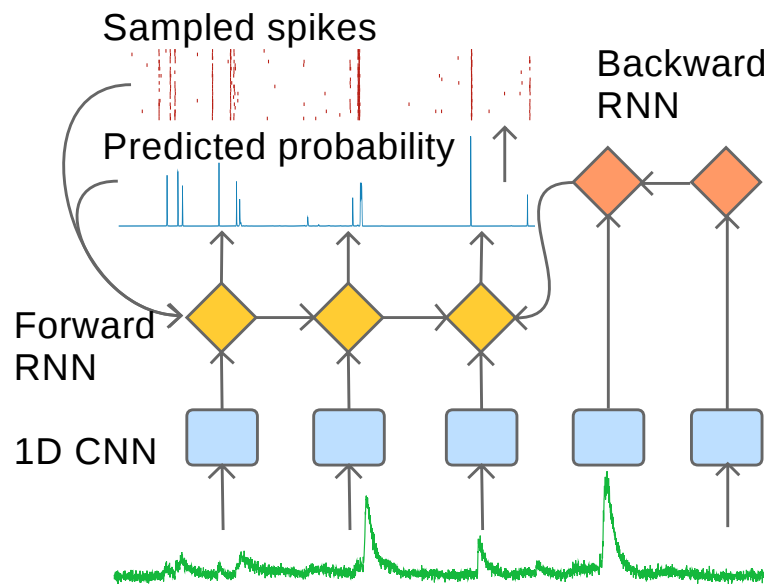 Sampled spikes
Backward
RNN
Predicted probability
Forward
RNN
1D CNN